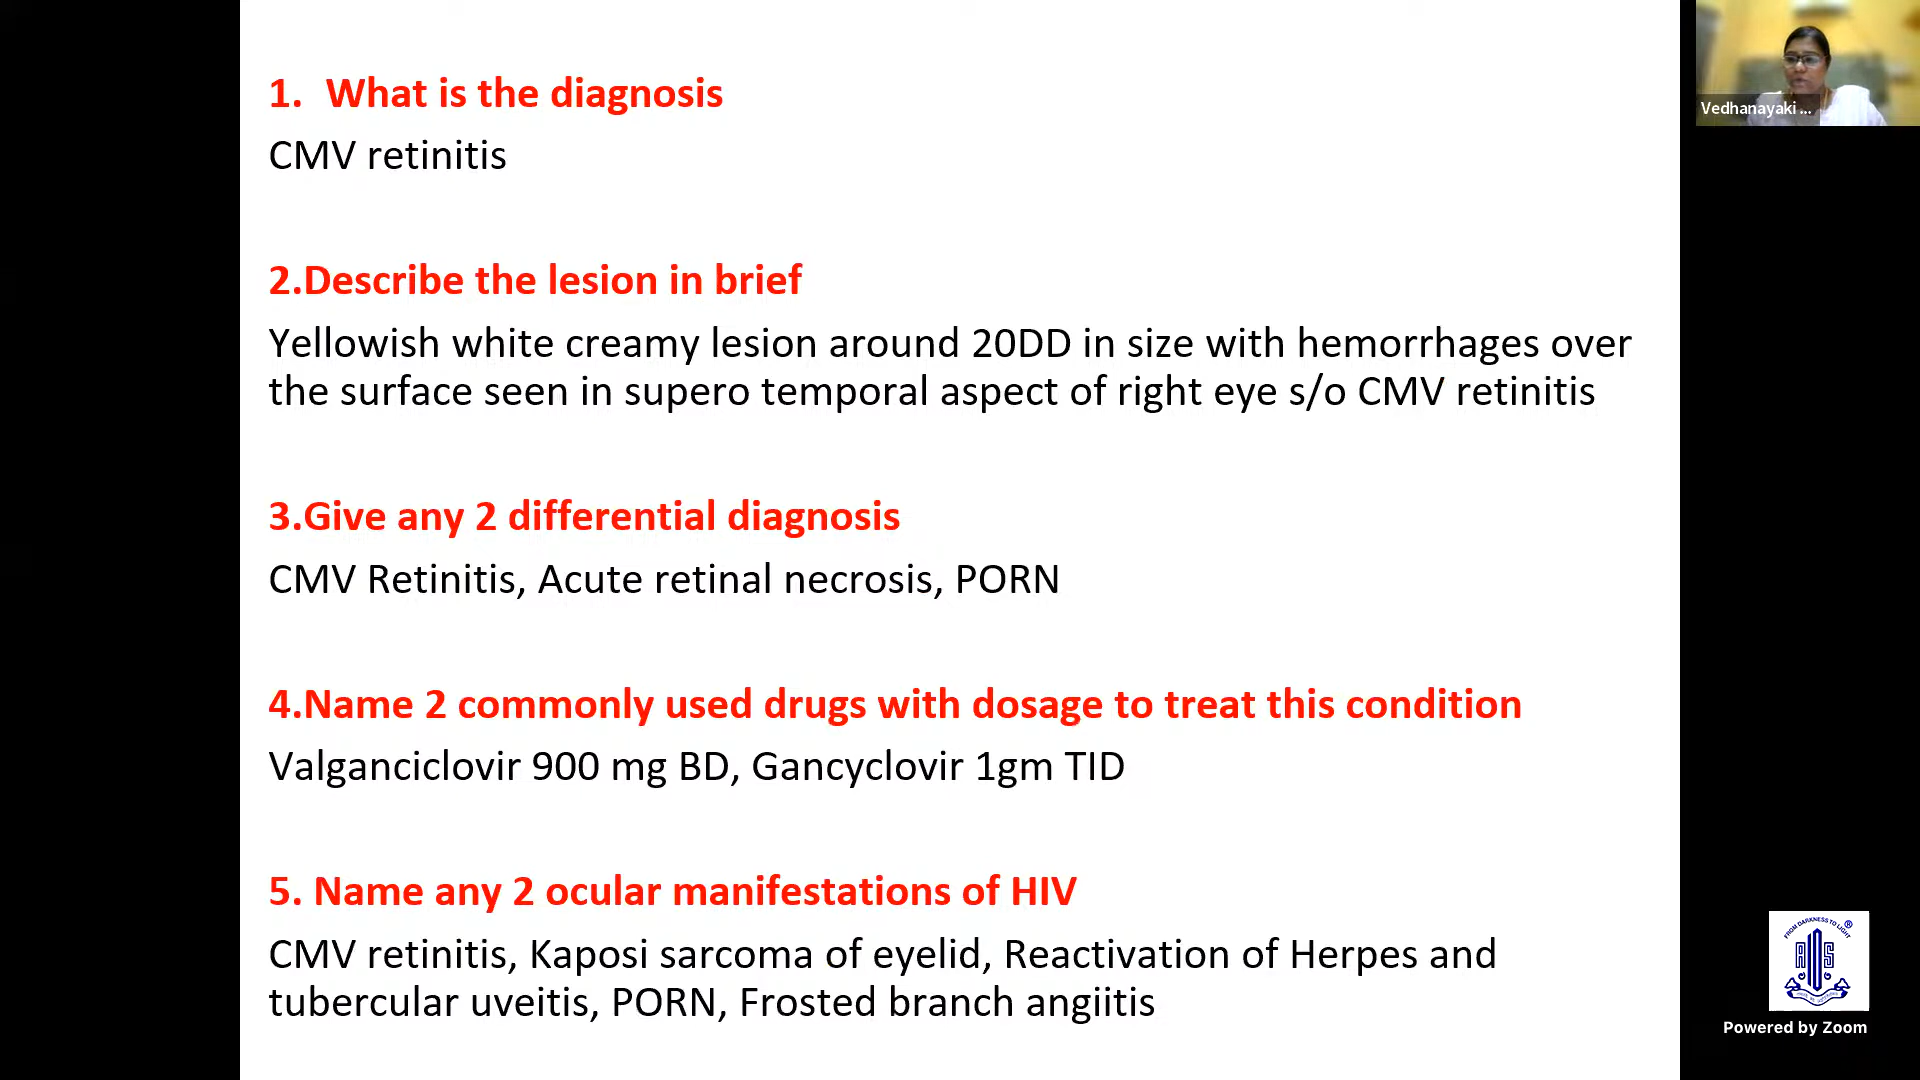 1. What is the diagnosis
CMV retinitis
2.Describe the lesion in brief
Yellowish white creamy lesion around 20DD in size with hemorrhages over
the surface seen in supero temporal aspect of right eye s/o CMV retinitis
3.Give any 2 differential diagnosis
CMV Retinitis, Acute retinal necrosis, PORN
4.Name 2 commonly used drugs with dosage to treat this condition
Valganciclovir 900 mg BD, Gancyclovir 1gm TID
5. Name any 2 ocular manifestations of HIV
CMV retinitis, Kaposi sarcoma of eyelid, Reactivation of Herpes and
tubercular uveitis, PORN, Frosted branch angiitis
Vedhanayaki ...
FROM DARKNESS TO LIGHT ®
AIOS
Powered by Zoom